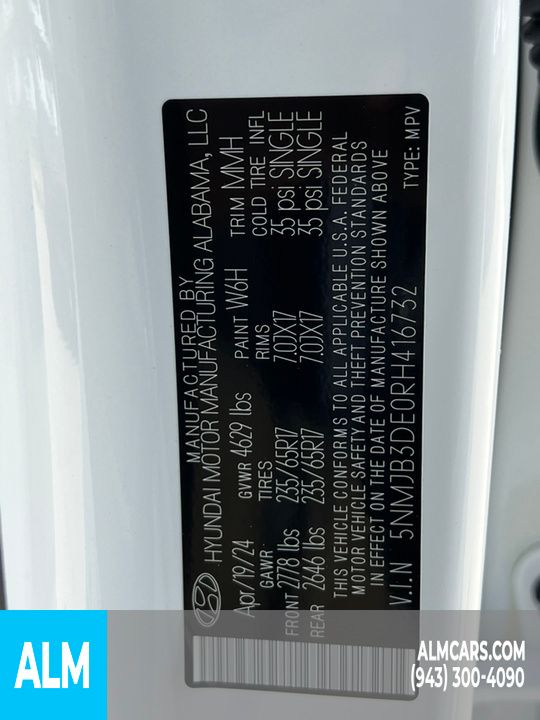 MANUFACTURED BY
HYUNDAI MOTOR MANUFACTURING ALABAMA, LLC
Apr/19/24 GVWR 4629 lbs PAINT W6H TRIM MMH
GAWR TIRES RIMS COLD TIRE INFL
FRONT 2778 lbs 235/65R17 7.0JX17 35 psi SINGLE
REAR 2646 lbs 235/65R17 7.0JX17 35 psi SINGLE
THIS VEHICLE CONFORMS TO ALL APPLICABLE U.S.A. FEDERAL
MOTOR VEHICLE SAFETY AND THEFT PREVENTION STANDARDS
IN EFFECT ON THE DATE OF MANUFACTURE SHOWN ABOVE
V.I.N 5NMJB3DE0RH416732
TYPE: MPV
ALM
ALMCARS.COM
(943) 300-4090